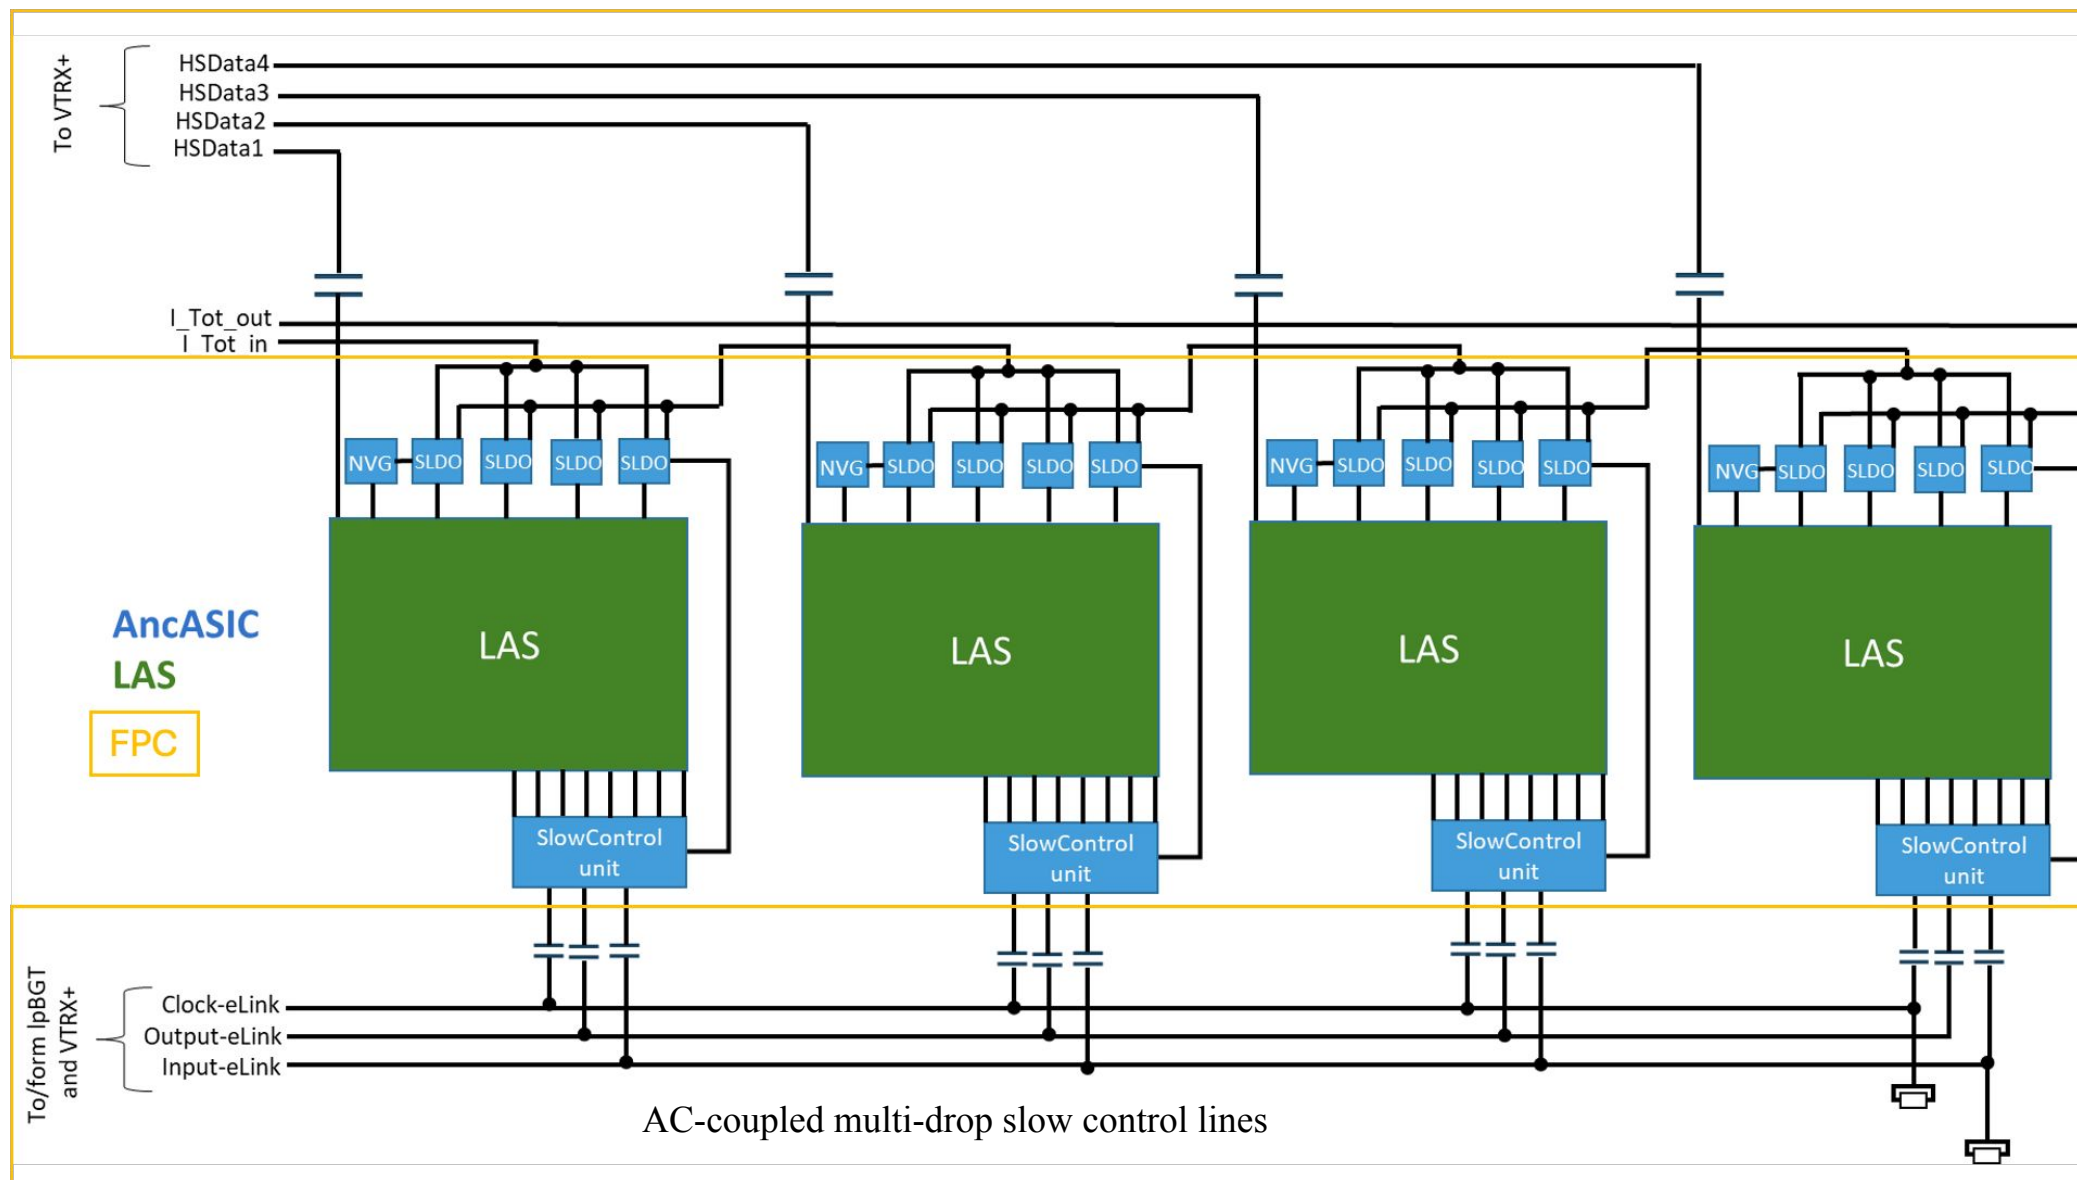 To VTRX+
HSData4
HSData3
HSData2
HSData1
I_Tot_out
I_Tot_in
NVG SLDO SLDO SLDO SLDO
NVG SLDO SLDO SLDO SLDO
NVG SLDO SLDO SLDO SLDO
NVG SLDO SLDO SLDO SLDO
LAS
LAS
LAS
LAS
AncASIC
LAS
FPC
SlowControl
unit
SlowControl
unit
SlowControl
unit
SlowControl
unit
To/form lpBGT
and VTRX+
Clock-eLink
Output-eLink
Input-eLink
AC-coupled multi-drop slow control lines